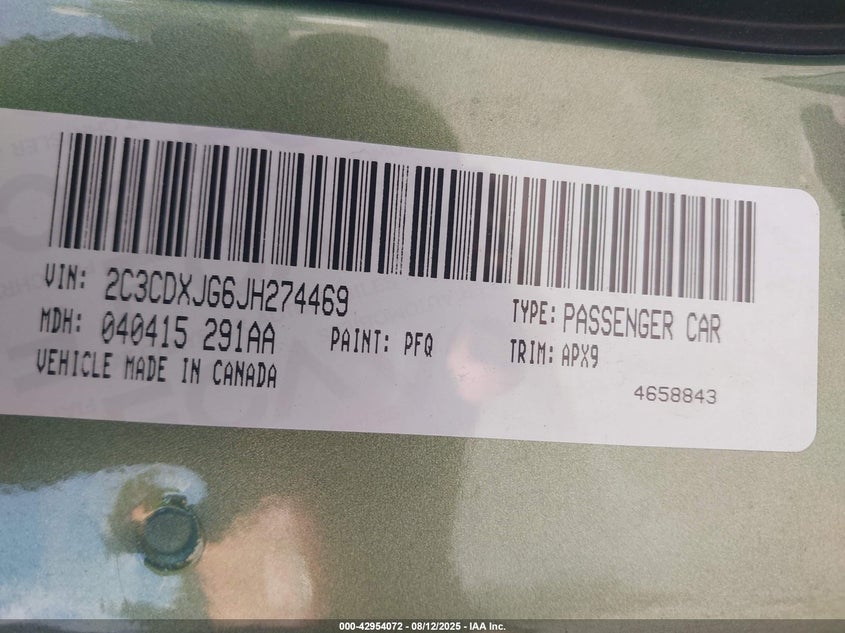 VIN: 2C3CDXJG6JH274469
TYPE: PASSENGER CAR
MDH: 040415 291AA
PAINT: PFQ
TRIM: APX9
VEHICLE MADE IN CANADA
4658843
000-42954072 - 08/12/2025 - IAA Inc.